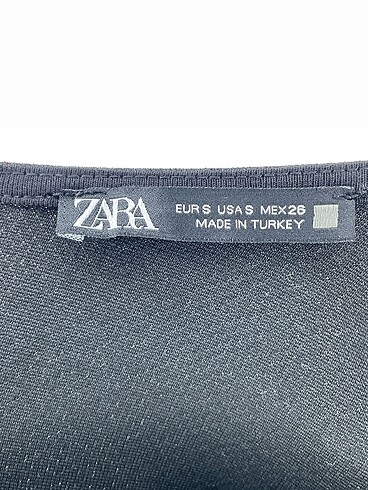 ZARA
EUR S USA S MEX 26
MADE IN TURKEY